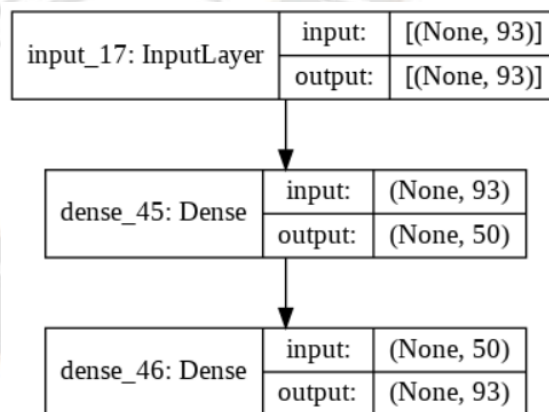 input_17: InputLayer
input: [(None, 93)]
output: [(None, 93)]
dense_45: Dense
input: (None, 93)
output: (None, 50)
dense_46: Dense
input: (None, 50)
output: (None, 93)